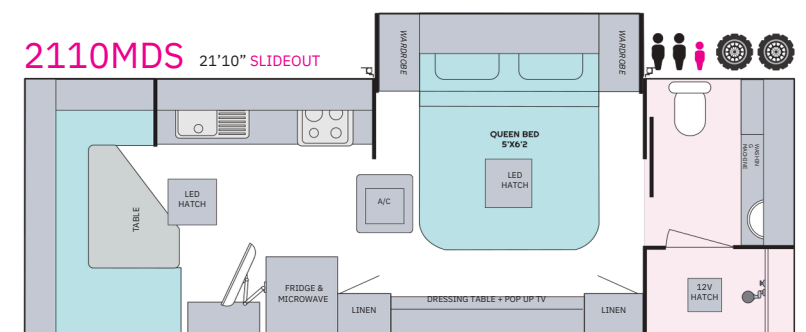 2110MDS 21'10” SLIDEOUT
WARDROBE
WARDROBE
QUEEN BED
5'X6'2
WASHIN
G
MACHINE
LED
HATCH
LED
HATCH
A/C
TABLE
FRIDGE &
MICROWAVE
12V
HATCH
LINEN
DRESSING TABLE + POP UP TV
LINEN